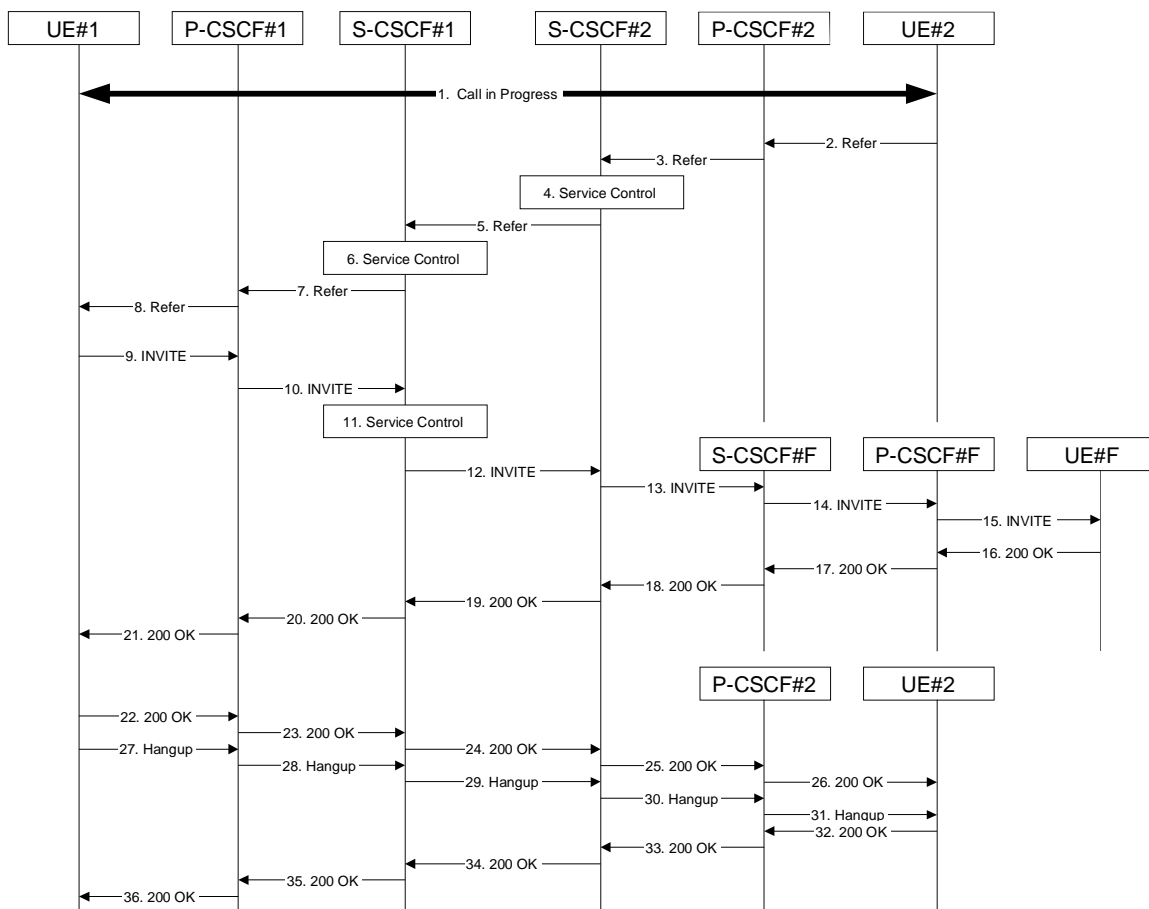 UE#1
P-CSCF#1
S-CSCF#1
S-CSCF#2
P-CSCF#2
UE#2
1. Call in Progress
2. Refer
3. Refer
4. Service Control
5. Refer
6. Service Control
7. Refer
8. Refer
9. INVITE
10. INVITE
11. Service Control
S-CSCF#F
P-CSCF#F
UE#F
12. INVITE
13. INVITE
14. INVITE
15. INVITE
16. 200 OK
17. 200 OK
18. 200 OK
19. 200 OK
20. 200 OK
21. 200 OK
P-CSCF#2
UE#2
22. 200 OK
23. 200 OK
27. Hangup
24. 200 OK
28. Hangup
25. 200 OK
29. Hangup
26. 200 OK
30. Hangup
31. Hangup
32. 200 OK
33. 200 OK
34. 200 OK
35. 200 OK
36. 200 OK